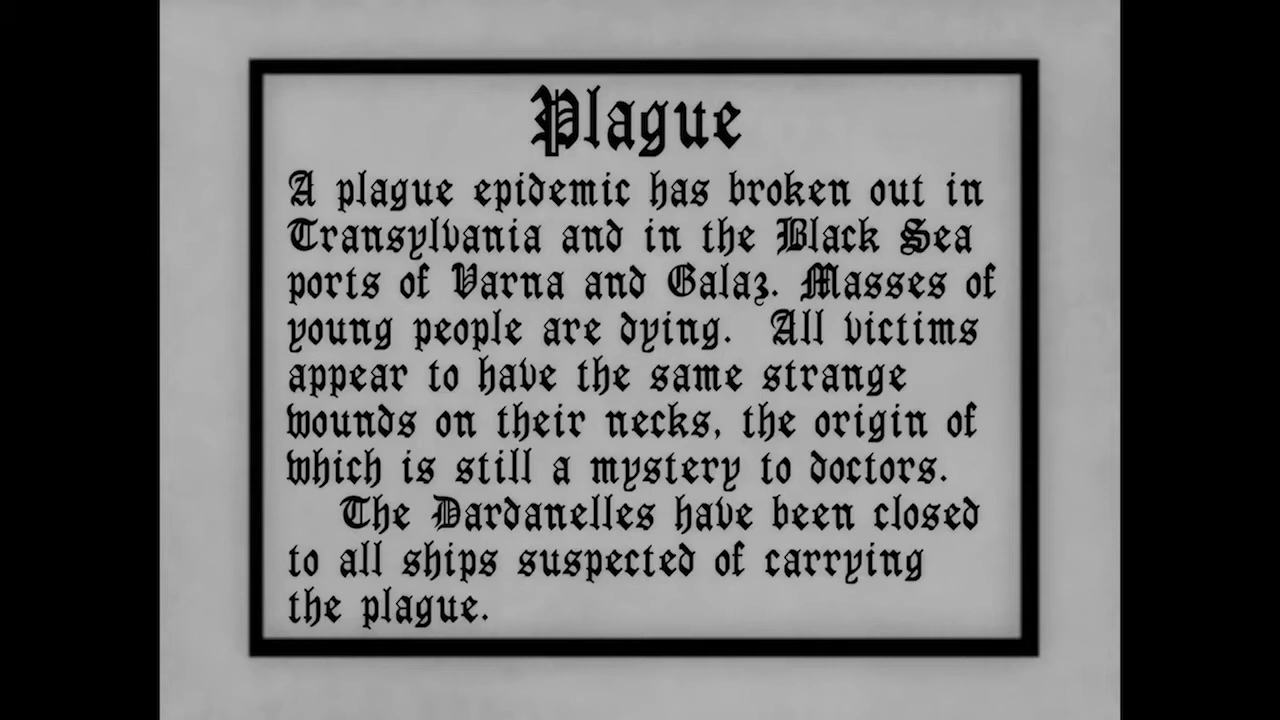 Plague
A plague epidemic has broken out in
Transylvania and in the Black Sea
ports of Varna and Galaz. Masses of
young people are dying. All victims
appear to have the same strange
wounds on their necks, the origin of
which is still a mystery to doctors.
The Dardanelles have been closed
to all ships suspected of carrying
the plague.